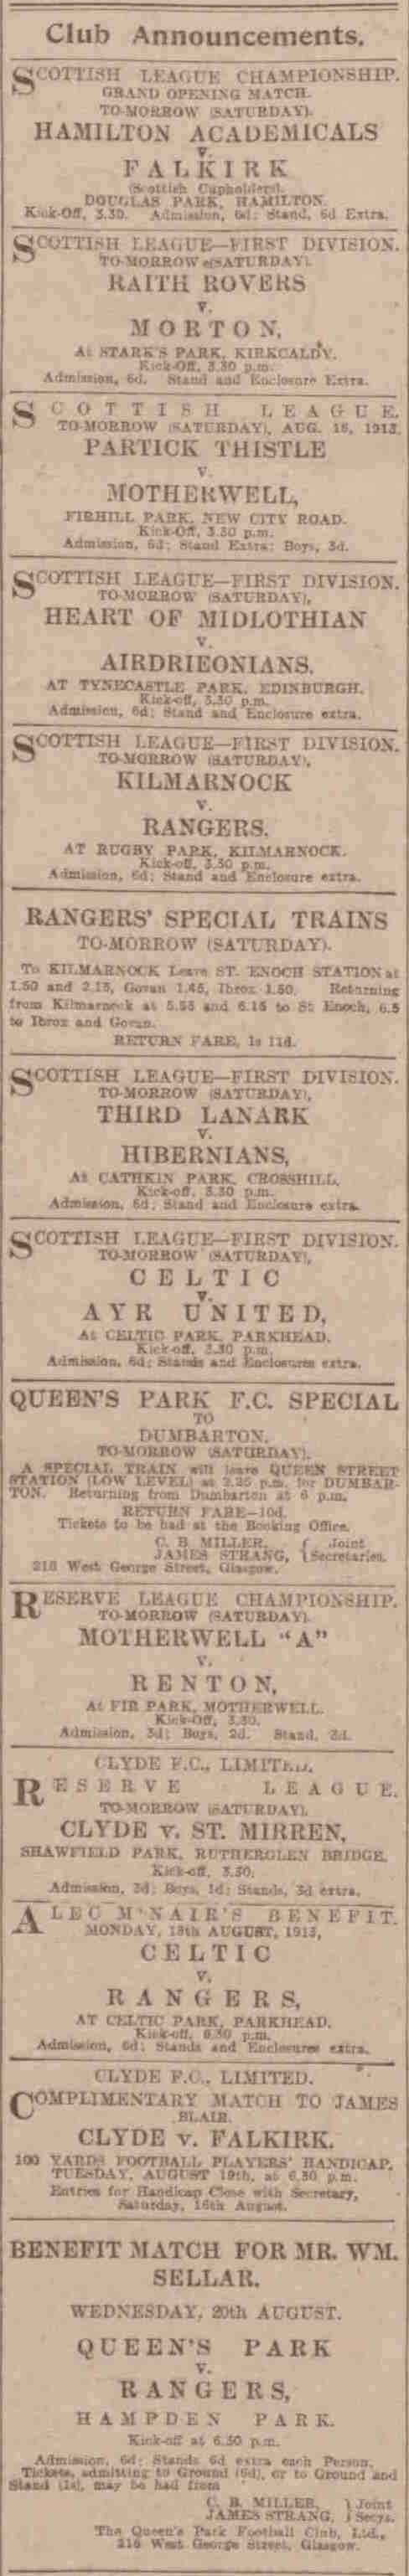 Club Announcements.
SCOTTISH LEAGUE CHAMPIONSHIP.
GRAND OPENING MATCH.
TO-MORROW (SATURDAY).
HAMILTON ACADEMICALS
v.
FALKIRK
(Scottish Cupholders).
DOUGLAS PARK, HAMILTON.
Kick-Off, 3.30. Admission, 6d; Stand, 6d Extra.
SCOTTISH LEAGUE—FIRST DIVISION.
TO-MORROW (SATURDAY).
RAITH ROVERS
v.
MORTON,
At STARK'S PARK, KIRKCALDY.
Kick-Off, 3.30 p.m.
Admission, 6d. Stand and Enclosure Extra.
SCOTTISH LEAGUE.
TO-MORROW (SATURDAY), AUG. 16, 1913.
PARTICK THISTLE
v.
MOTHERWELL,
FIRHILL PARK, NEW CITY ROAD.
Kick-Off, 3.30 p.m.
Admission, 6d; Stand Extra; Boys, 3d.
SCOTTISH LEAGUE—FIRST DIVISION.
TO-MORROW (SATURDAY),
HEART OF MIDLOTHIAN
v.
AIRDRIEONIANS.
AT TYNECASTLE PARK, EDINBURGH.
Kick-off, 3.30 p.m.
Admission, 6d; Stand and Enclosure extra.
SCOTTISH LEAGUE—FIRST DIVISION.
TO-MORROW (SATURDAY),
KILMARNOCK
v.
RANGERS.
AT RUGBY PARK, KILMARNOCK.
Kick-off, 3.30 p.m.
Admission, 6d; Stand and Enclosure extra.
RANGERS' SPECIAL TRAINS
TO-MORROW (SATURDAY).
To KILMARNOCK Leave ST. ENOCH STATION at
1.50 and 2.15, Govan 1.45, Ibrox 1.50. Returning
from Kilmarnock at 5.55 and 6.15 to St Enoch, 6.5
to Ibrox and Govan.
RETURN FARE, 1s 11d.
SCOTTISH LEAGUE—FIRST DIVISION.
TO-MORROW (SATURDAY),
THIRD LANARK
v.
HIBERNIANS,
At CATHKIN PARK, CROSSHILL,
Kick-off, 3.30 p.m.
Admission, 6d; Stand and Enclosure extra.
SCOTTISH LEAGUE—FIRST DIVISION.
TO-MORROW (SATURDAY),
CELTIC
v.
AYR UNITED,
At CELTIC PARK, PARKHEAD.
Kick-off, 3.30 p.m.
Admission, 6d; Stands and Enclosures extra.
QUEEN'S PARK F.C. SPECIAL
TO
DUMBARTON,
TO-MORROW (SATURDAY).
A SPECIAL TRAIN will leave QUEEN STREET
STATION (LOW LEVEL) at 2.25 p.m. for DUMBAR-
TON. Returning from Dumbarton at 6 p.m.
RETURN FARE—10d.
Tickets to be had at the Booking Office.
C. B. MILLER, } Joint
JAMES STRANG, } Secretaries.
216 West George Street, Glasgow.
RESERVE LEAGUE CHAMPIONSHIP.
TO-MORROW (SATURDAY).
MOTHERWELL "A"
v.
RENTON,
At FIR PARK, MOTHERWELL.
Kick-Off, 3.30.
Admission, 3d; Boys, 2d. Stand,
CLYDE F.C., LIMITED.
RESERVE LEAGUE.
TO-MORROW (SATURDAY).
CLYDE v. ST. MIRREN,
SHAWFIELD PARK, RUTHERGLEN BRIDGE.
Kick-off, 3.30.
Admission, 3d; Boys, 1d; Stands, 3d extra.
ALEC M'NAIR'S BENEFIT.
MONDAY, 18th AUGUST, 1913,
CELTIC
v.
RANGERS,
AT CELTIC PARK, PARKHEAD.
Kick-off, 6.30 p.m.
Admission, 6d; Stands and Enclosures extra.
CLYDE F.C., LIMITED.
COMPLIMENTARY MATCH TO JAMES
BLAIR.
CLYDE v. FALKIRK.
100 YARDS FOOTBALL PLAYERS' HANDICAP,
TUESDAY, AUGUST 19th, at 6.30 p.m.
Entries for Handicap Close with Secretary,
Saturday, 16th August.
BENEFIT MATCH FOR MR. WM.
SELLAR.
WEDNESDAY, 20th AUGUST.
QUEEN'S PARK
v.
RANGERS,
HAMPDEN PARK.
Kick-off at 6.30 p.m.
Admission, 6d; Stands 6d extra each Person.
Tickets, admitting to Ground (6d), or to Ground and
Stand (1s), may be had from
C. B. MILLER, } Joint
JAMES STRANG, } Secys.
The Queen's Park Football Club, Ltd.,
216 West George Street, Glasgow.